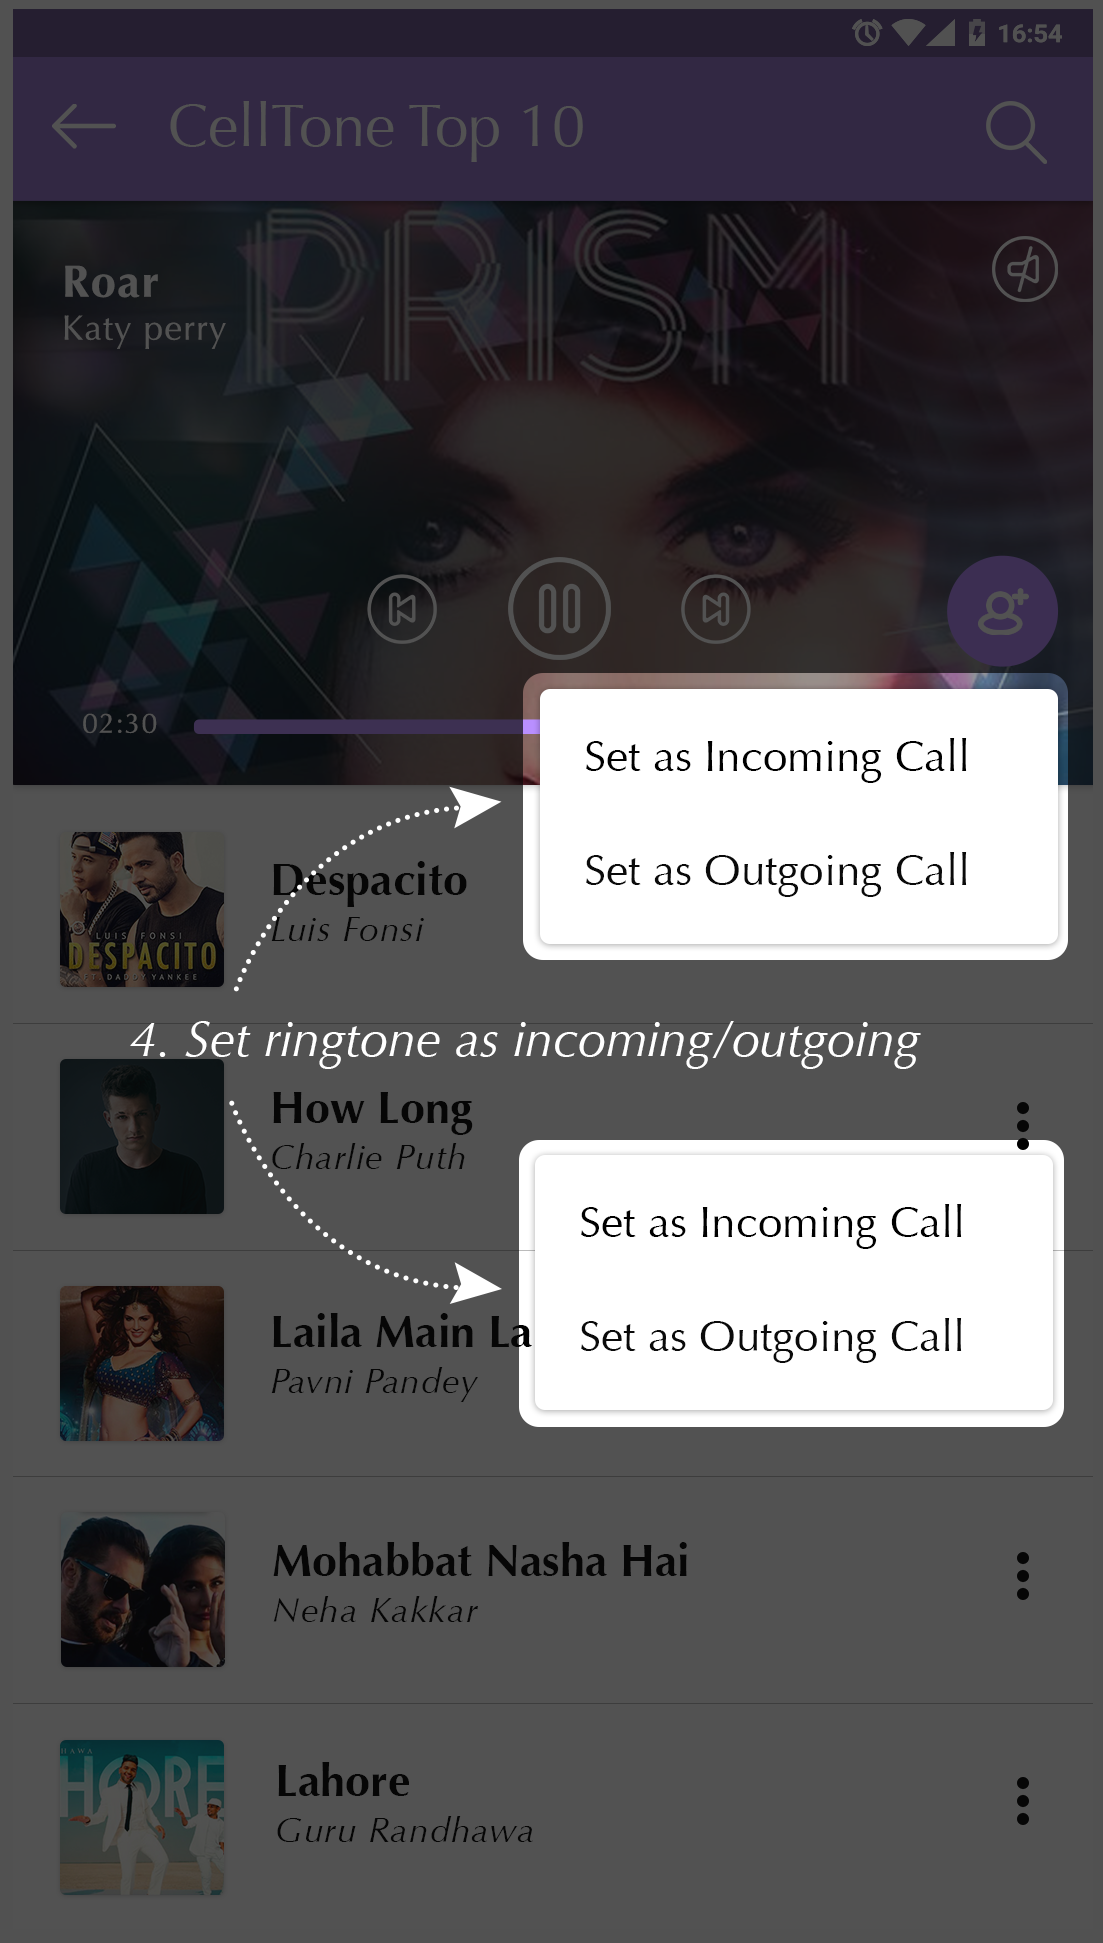 16:54
CellTone Top 10
PRISM
Roar
Katy perry
02:30
Set as Incoming Call
Set as Outgoing Call
Despacito
Luis Fonsi
LUIS FONSI
DESPACITO
FT. DADDY YANKEE
4. Set ringtone as incoming/outgoing
How Long
Charlie Puth
Set as Incoming Call
Set as Outgoing Call
Laila Main La
Pavni Pandey
Mohabbat Nasha Hai
Neha Kakkar
HAWA
HORE
Lahore
Guru Randhawa